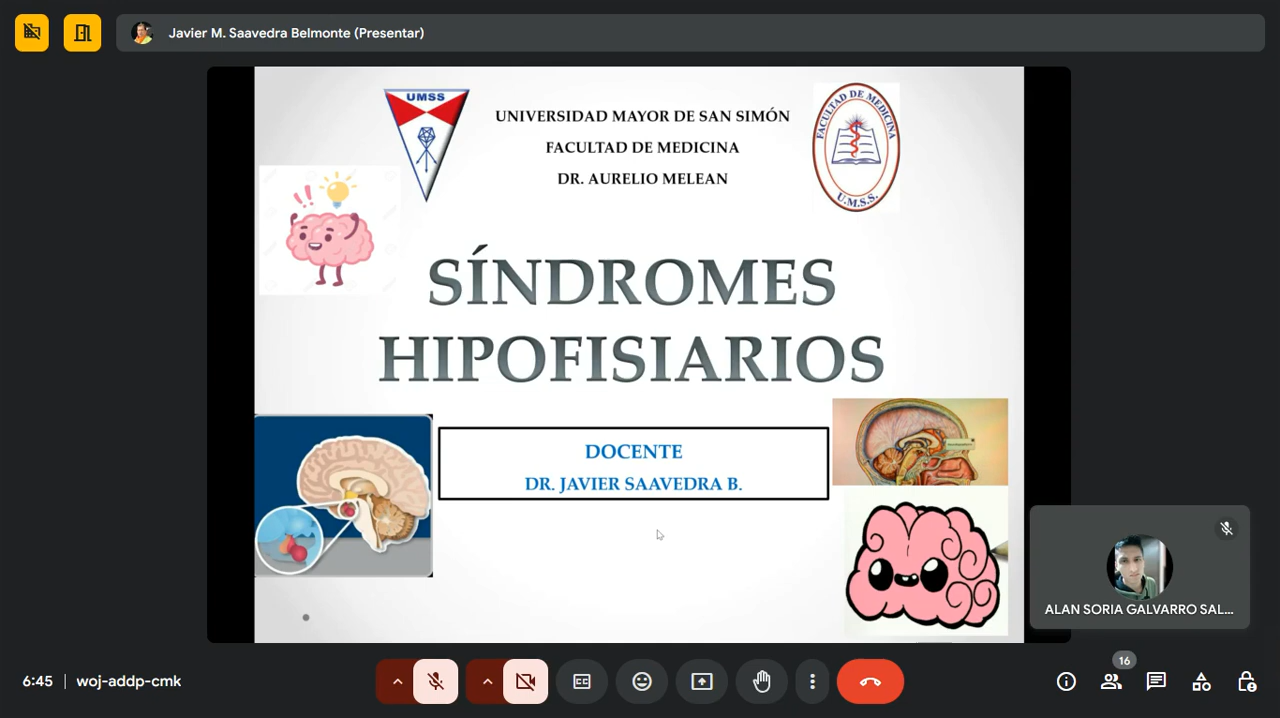 Javier M. Saavedra Belmonte (Presentar)
UMSS
UNIVERSIDAD MAYOR DE SAN SIMÓN
FACULTAD DE MEDICINA
DR. AURELIO MELEAN
FACULTAD DE MEDICINA
U.M.S.S.
SÍNDROMES
HIPOFISIARIOS
DOCENTE
DR. JAVIER SAAVEDRA B.
ALAN SORIA GALVARRO SAL...
6:45 | woj-addp-cmk
16